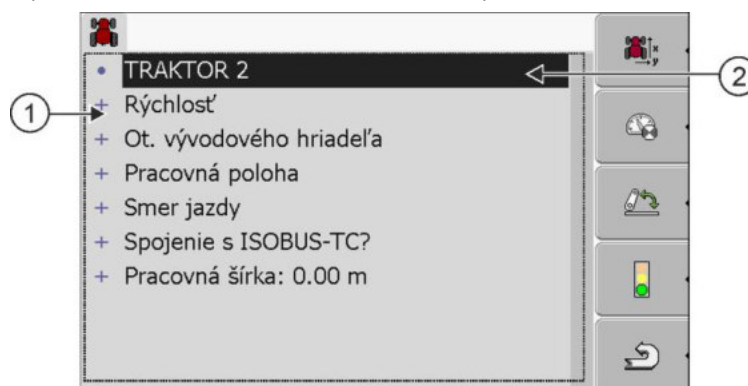 TRAKTOR 2
+ Rýchlosť
+ Ot. vývodového hriadeľa
+ Pracovná poloha
+ Smer jazdy
+ Spojenie s ISOBUS-TC?
+ Pracovná šírka: 0.00 m
1
2
x
y